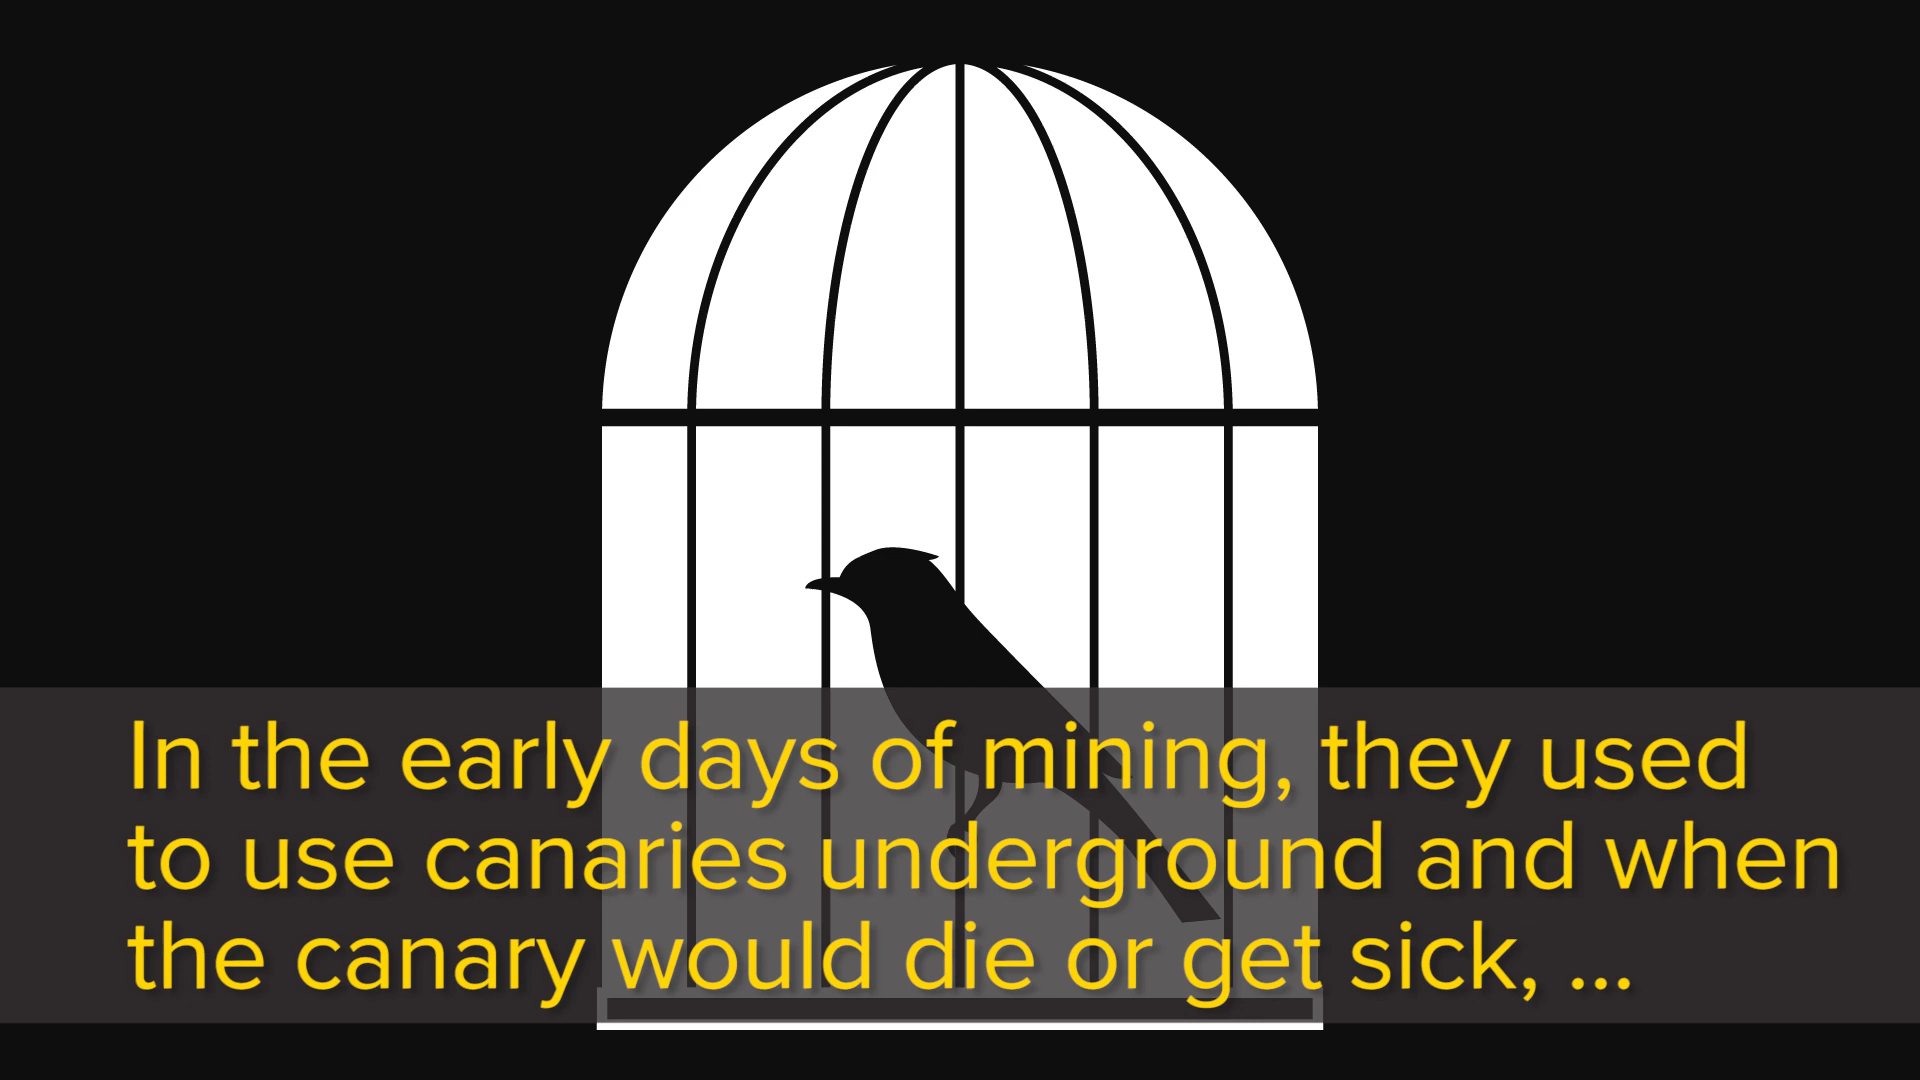 In the early days of mining, they used
to use canaries underground and when
the canary would die or get sick, ...